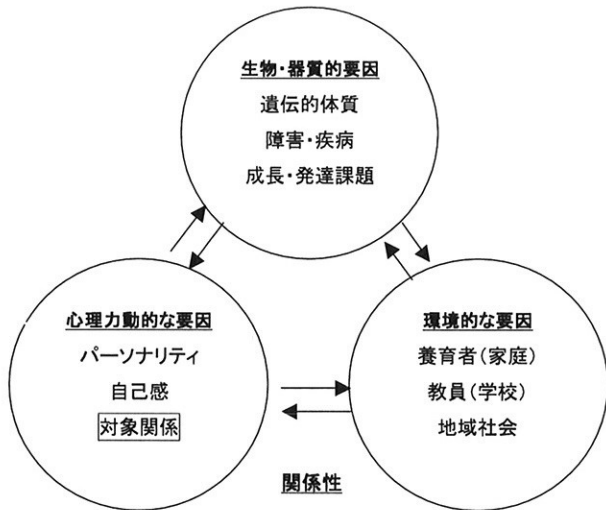 生物・器質的要因
遺伝的体質
障害・疾病
成長・発達課題
心理力動的な要因
パーソナリティ
自己感
対象関係
環境的な要因
養育者(家庭)
教員(学校)
地域社会
関係性